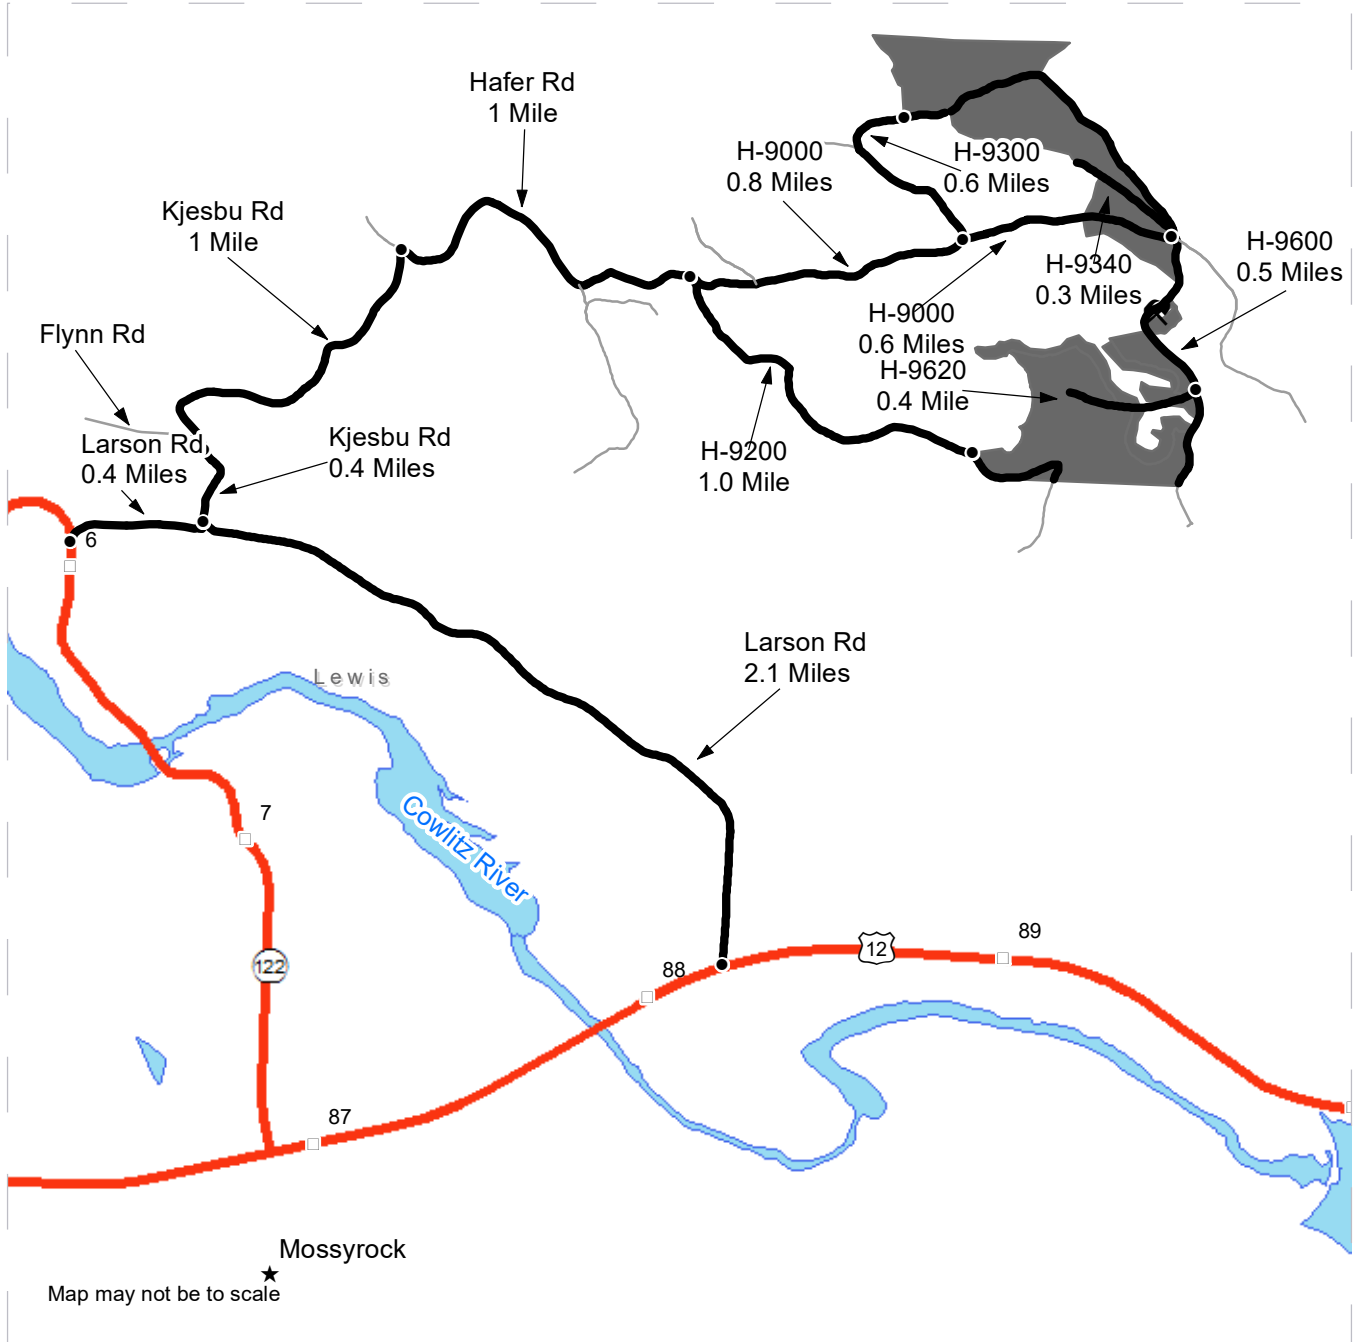 Hafer Rd
1 Mile
H-9000
0.8 Miles
H-9300
0.6 Miles
Kjesbu Rd
1 Mile
H-9600
0.5 Miles
H-9340
0.3 Miles
Flynn Rd
H-9000
0.6 Miles
H-9620
0.4 Mile
Larson Rd
0.4 Miles
Kjesbu Rd
0.4 Miles
H-9200
1.0 Mile
6
Larson Rd
2.1 Miles
Lewis
7
Cowlitz River
122
88
12
89
87
Mossyrock
Map may not be to scale